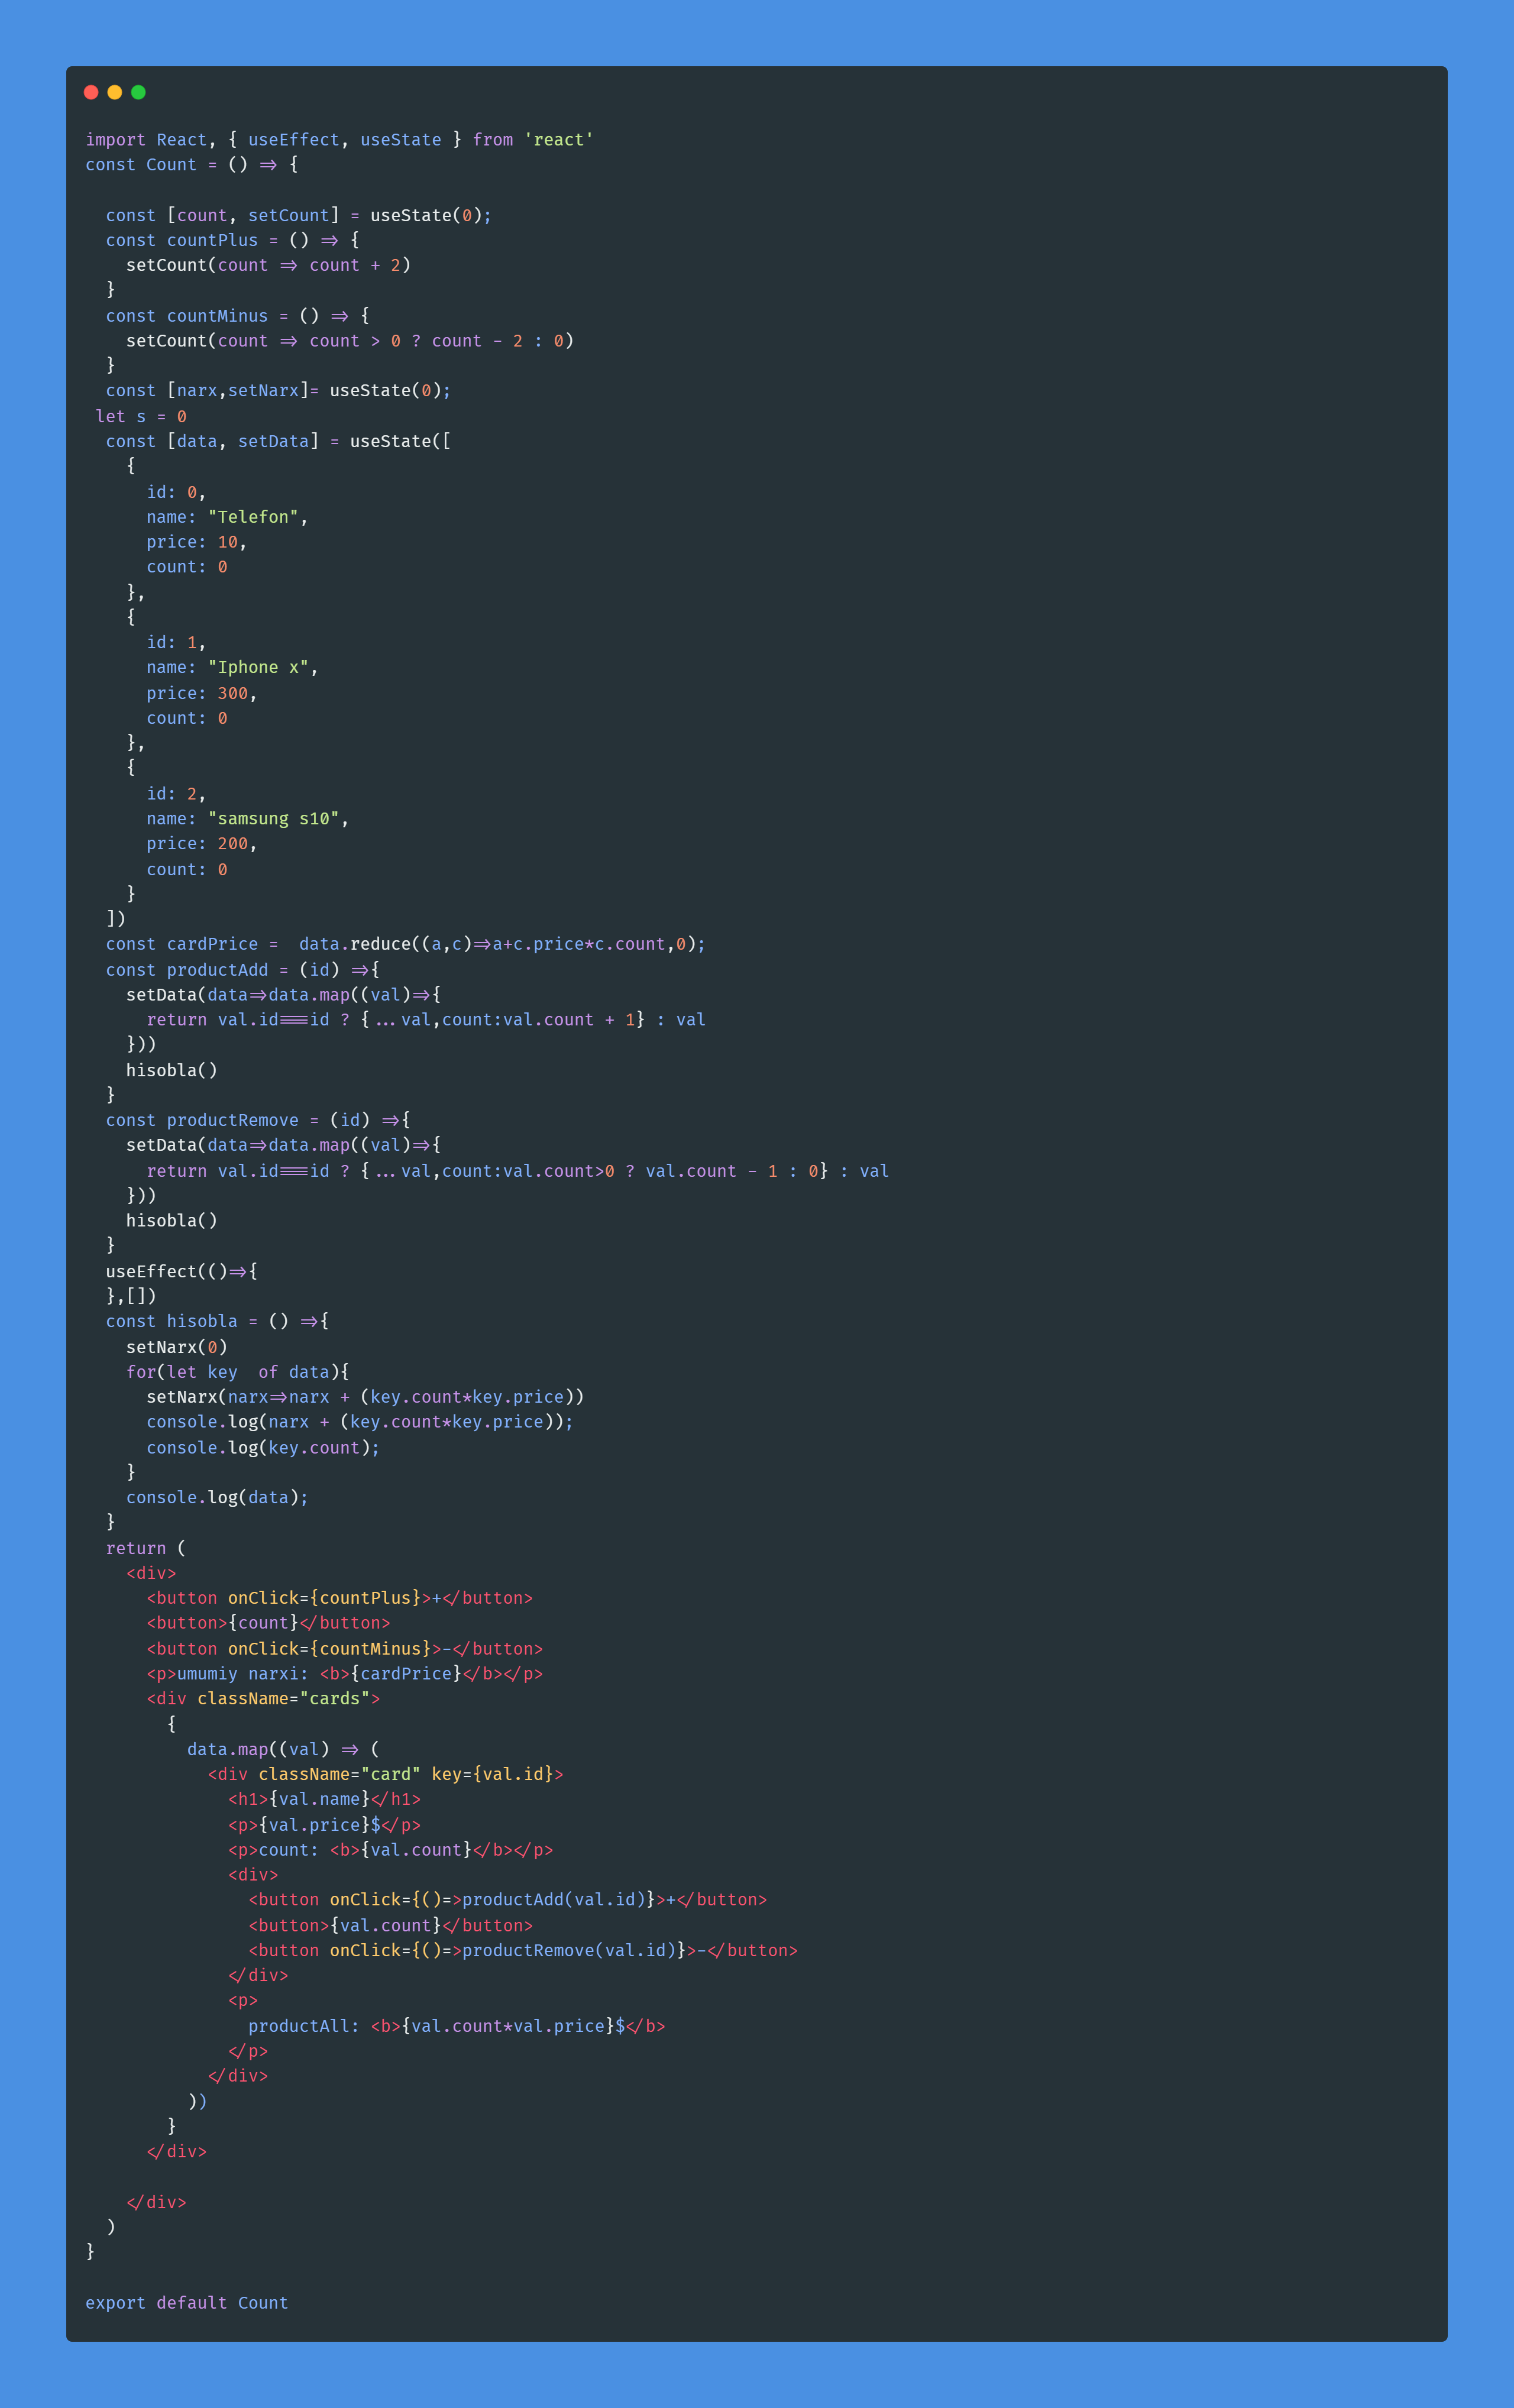 import React, { useEffect, useState } from 'react'
const Count = () => {
  const [count, setCount] = useState(0);
  const countPlus = () => {
    setCount(count => count + 2)
  }
  const countMinus = () => {
    setCount(count => count > 0 ? count - 2 : 0)
  }
  const [narx,setNarx]= useState(0);
 let s = 0
  const [data, setData] = useState([
    {
      id: 0,
      name: "Telefon",
      price: 10,
      count: 0
    },
    {
      id: 1,
      name: "Iphone x",
      price: 300,
      count: 0
    },
    {
      id: 2,
      name: "samsung s10",
      price: 200,
      count: 0
    }
  ])
  const cardPrice =  data.reduce((a,c)=>a+c.price*c.count,0);
  const productAdd = (id) =>{
    setData(data=>data.map((val)=>{
      return val.id===id ? {...val,count:val.count + 1} : val
    }))
    hisobla()
  }
  const productRemove = (id) =>{
    setData(data=>data.map((val)=>{
      return val.id===id ? {...val,count:val.count>0 ? val.count - 1 : 0} : val
    }))
    hisobla()
  }
  useEffect(()=>{
  },[])
  const hisobla = () =>{
    setNarx(0)
    for(let key  of data){
      setNarx(narx=>narx + (key.count*key.price))
      console.log(narx + (key.count*key.price));
      console.log(key.count);
    }
    console.log(data);
  }
  return (
    <div>
      <button onClick={countPlus}>+</button>
      <button>{count}</button>
      <button onClick={countMinus}>-</button>
      <p>umumiy narxi: <b>{cardPrice}</b></p>
      <div className="cards">
        {
          data.map((val) => (
            <div className="card" key={val.id}>
              <h1>{val.name}</h1>
              <p>{val.price}$</p>
              <p>count: <b>{val.count}</b></p>
              <div>
                <button onClick={()=>productAdd(val.id)}>+</button>
                <button>{val.count}</button>
                <button onClick={()=>productRemove(val.id)}>-</button>
              </div>
              <p>
                productAll: <b>{val.count*val.price}$</b>
              </p>
            </div>
          ))
        }
      </div>
    </div>
  )
}
export default Count